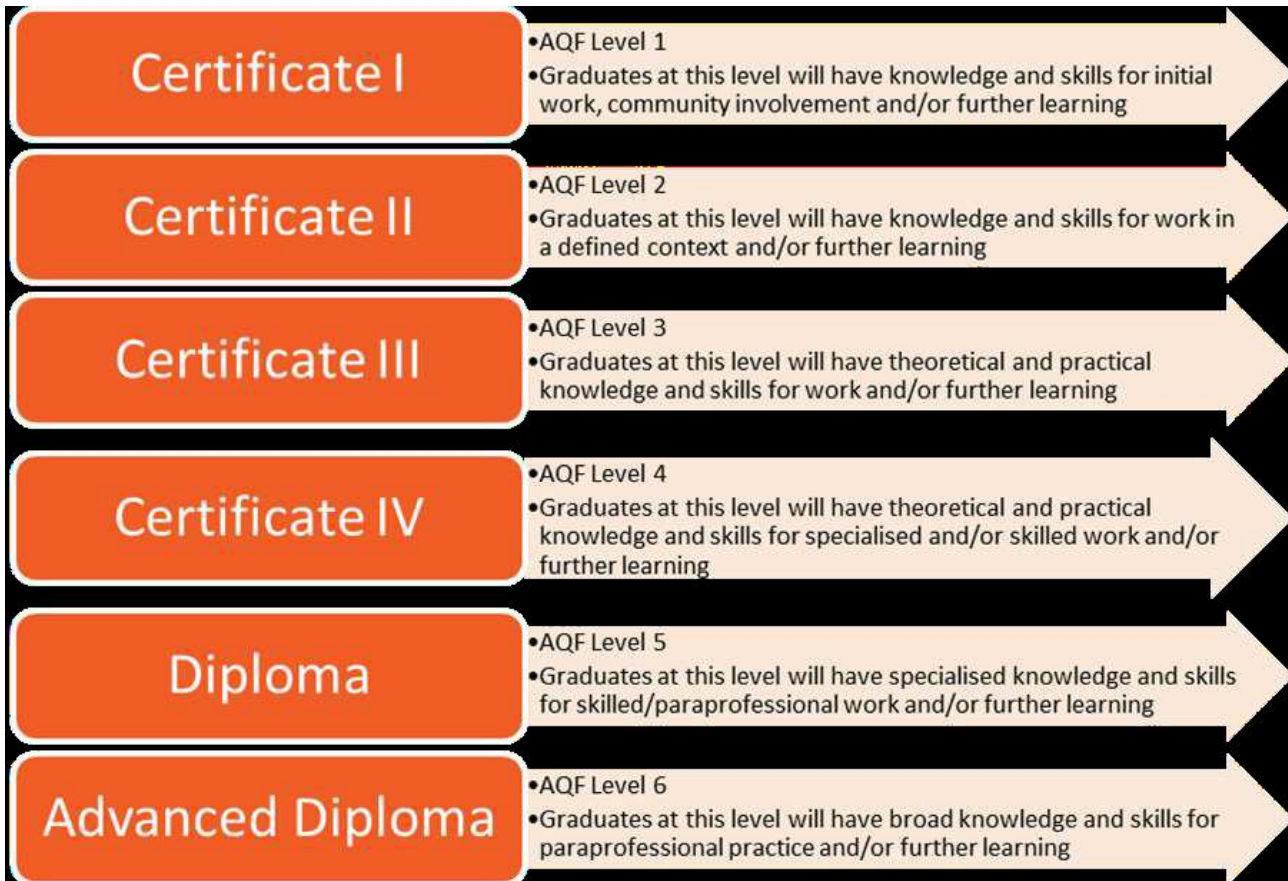 Certificate I
•AQF Level 1
•Graduates at this level will have knowledge and skills for initial
work, community involvement and/or further learning
Certificate II
•AQF Level 2
•Graduates at this level will have knowledge and skills for work in
a defined context and/or further learning
Certificate III
•AQF Level 3
•Graduates at this level will have theoretical and practical
knowledge and skills for work and/or further learning
Certificate IV
•AQF Level 4
•Graduates at this level will have theoretical and practical
knowledge and skills for specialised and/or skilled work and/or
further learning
Diploma
•AQF Level 5
•Graduates at this level will have specialised knowledge and skills
for skilled/paraprofessional work and/or further learning
Advanced Diploma
•AQF Level 6
•Graduates at this level will have broad knowledge and skills for
paraprofessional practice and/or further learning